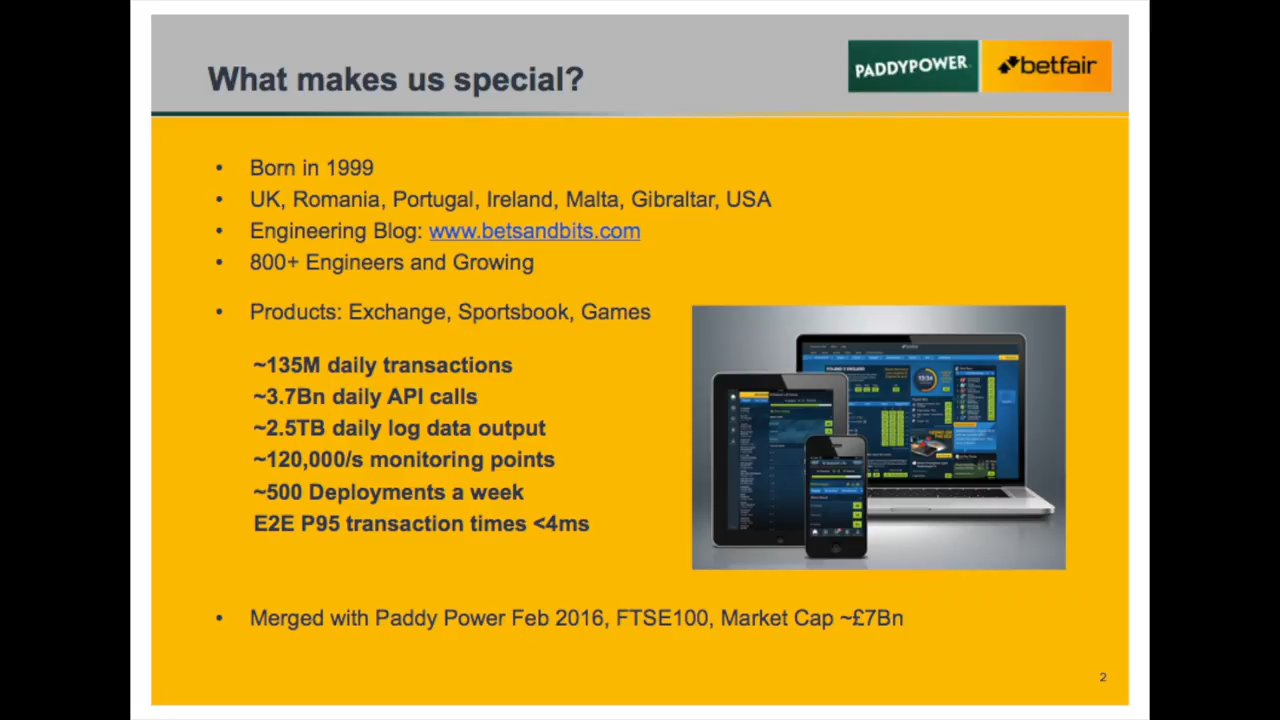 What makes us special?
PADDYPOWER.
betfair
• Born in 1999
• UK, Romania, Portugal, Ireland, Malta, Gibraltar, USA
• Engineering Blog: www.betsandbits.com
• 800+ Engineers and Growing
• Products: Exchange, Sportsbook, Games
~135M daily transactions
~3.7Bn daily API calls
~2.5TB daily log data output
~120,000/s monitoring points
~500 Deployments a week
E2E P95 transaction times <4ms
• Merged with Paddy Power Feb 2016, FTSE100, Market Cap ~£7Bn
2